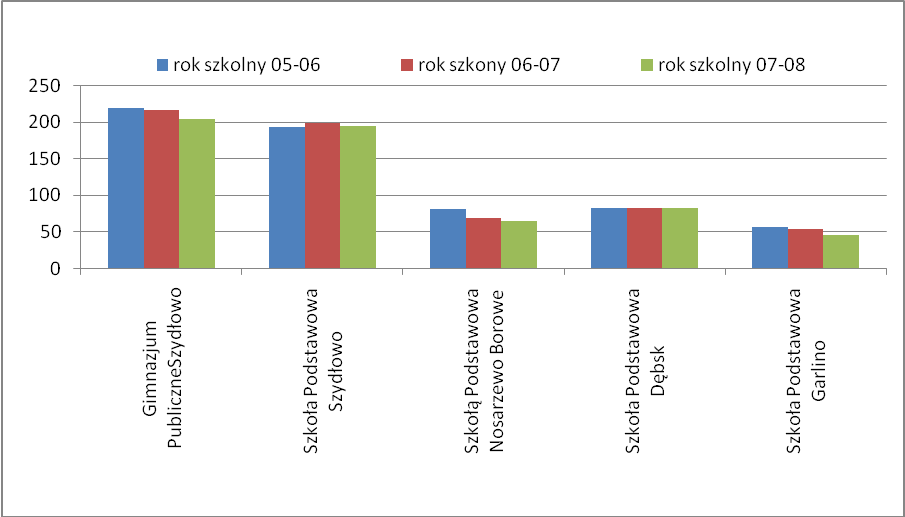 rok szkolny 05-06
rok szkony 06-07
rok szkolny 07-08
250
200
150
100
50
0
Gimnazjum
PubliczneSzydłowo
Szkoła Podstawowa
Szydłowo
Szkołą Podstawowa
Nosarzewo Borowe
Szkoła Podstawowa
Dębsk
Szkoła Podstawowa
Garlino